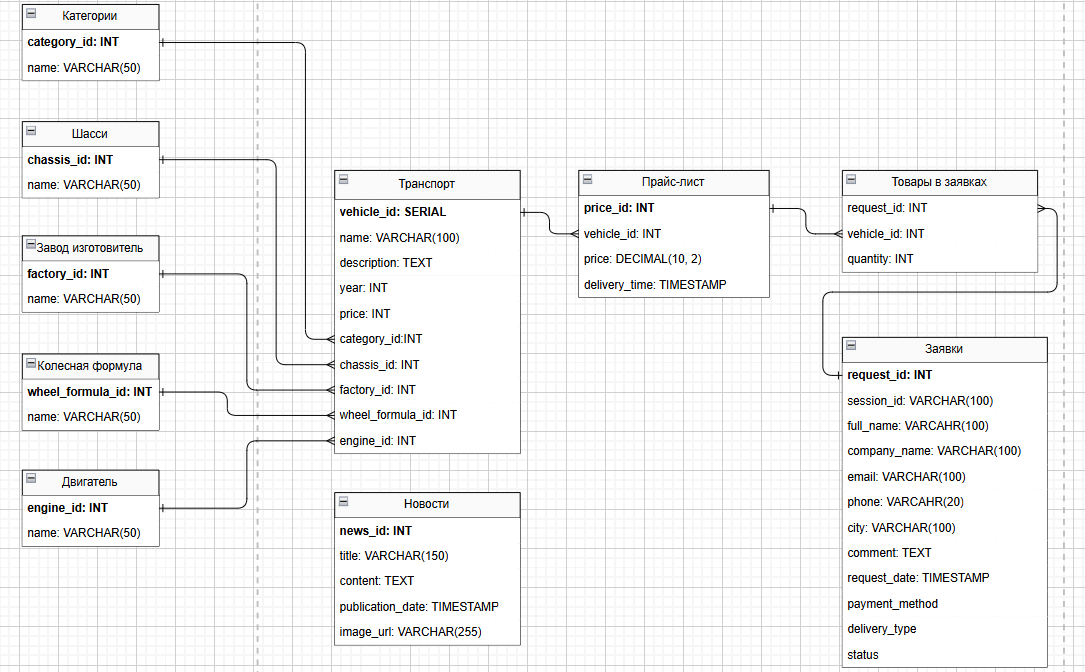 Категории
category_id: INT
name: VARCHAR(50)
Шасси
chassis_id: INT
name: VARCHAR(50)
Завод изготовитель
factory_id: INT
name: VARCHAR(50)
Колесная формула
wheel_formula_id: INT
name: VARCHAR(50)
Двигатель
engine_id: INT
name: VARCHAR(50)
Транспорт
vehicle_id: SERIAL
name: VARCHAR(100)
description: TEXT
year: INT
price: INT
category_id:INT
chassis_id: INT
factory_id: INT
wheel_formula_id: INT
engine_id: INT
Новости
news_id: INT
title: VARCHAR(150)
content: TEXT
publication_date: TIMESTAMP
image_url: VARCHAR(255)
Прайс-лист
price_id: INT
vehicle_id: INT
price: DECIMAL(10, 2)
delivery_time: TIMESTAMP
Товары в заявках
request_id: INT
vehicle_id: INT
quantity: INT
Заявки
request_id: INT
session_id: VARCHAR(100)
full_name: VARCAHR(100)
company_name: VARCHAR(100)
email: VARCHAR(100)
phone: VARCAHR(20)
city: VARCHAR(100)
comment: TEXT
request_date: TIMESTAMP
payment_method
delivery_type
status